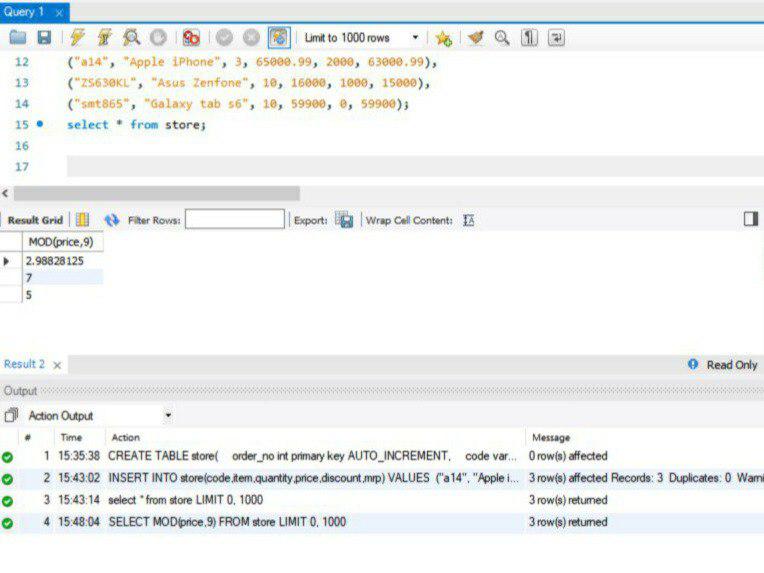 Query 1
Limit to 1000 rows
12 ("a14", "Apple iPhone", 3, 65000.99, 2000, 63000.99),
13 ("ZS630KL", "Asus Zenfone", 10, 16000, 1000, 15000),
14 ("smt865", "Galaxy tab s6", 10, 59900, 0, 59900);
15 select * from store;
16
17
Result Grid Filter Rows: Export: Wrap Cell Content:
MOD(price,9)
2.98828125
7
5
Result 2 Read Only
Output
Action Output
# Time Action Message
1 15:35:38 CREATE TABLE store( order_no int primary key AUTO_INCREMENT, code var... 0 row(s) affected
2 15:43:02 INSERT INTO store(code,item,quantity,price,discount,mrp) VALUES ("a14", "Apple i... 3 row(s) affected Records: 3 Duplicates: 0 Warni
3 15:43:14 select * from store LIMIT 0, 1000 3 row(s) returned
4 15:48:04 SELECT MOD(price,9) FROM store LIMIT 0, 1000 3 row(s) returned